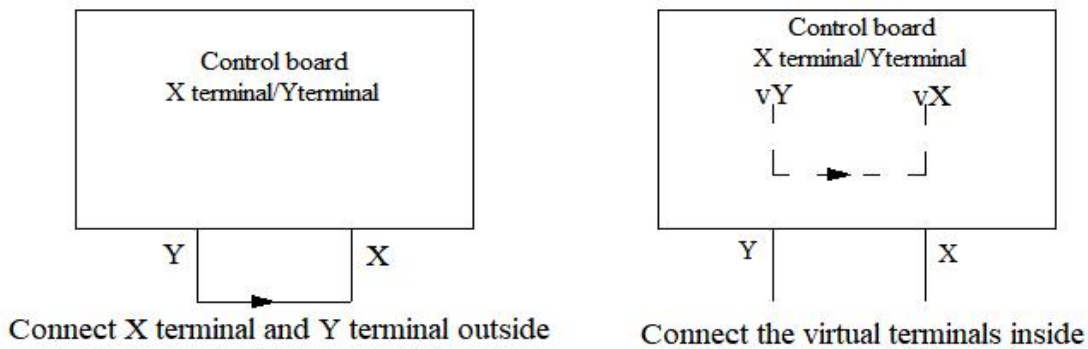 Control board
X terminal/Yterminal
Y
X
Connect X terminal and Y terminal outside
Control board
X terminal/Yterminal
vY
vX
Y
X
Connect the virtual terminals inside